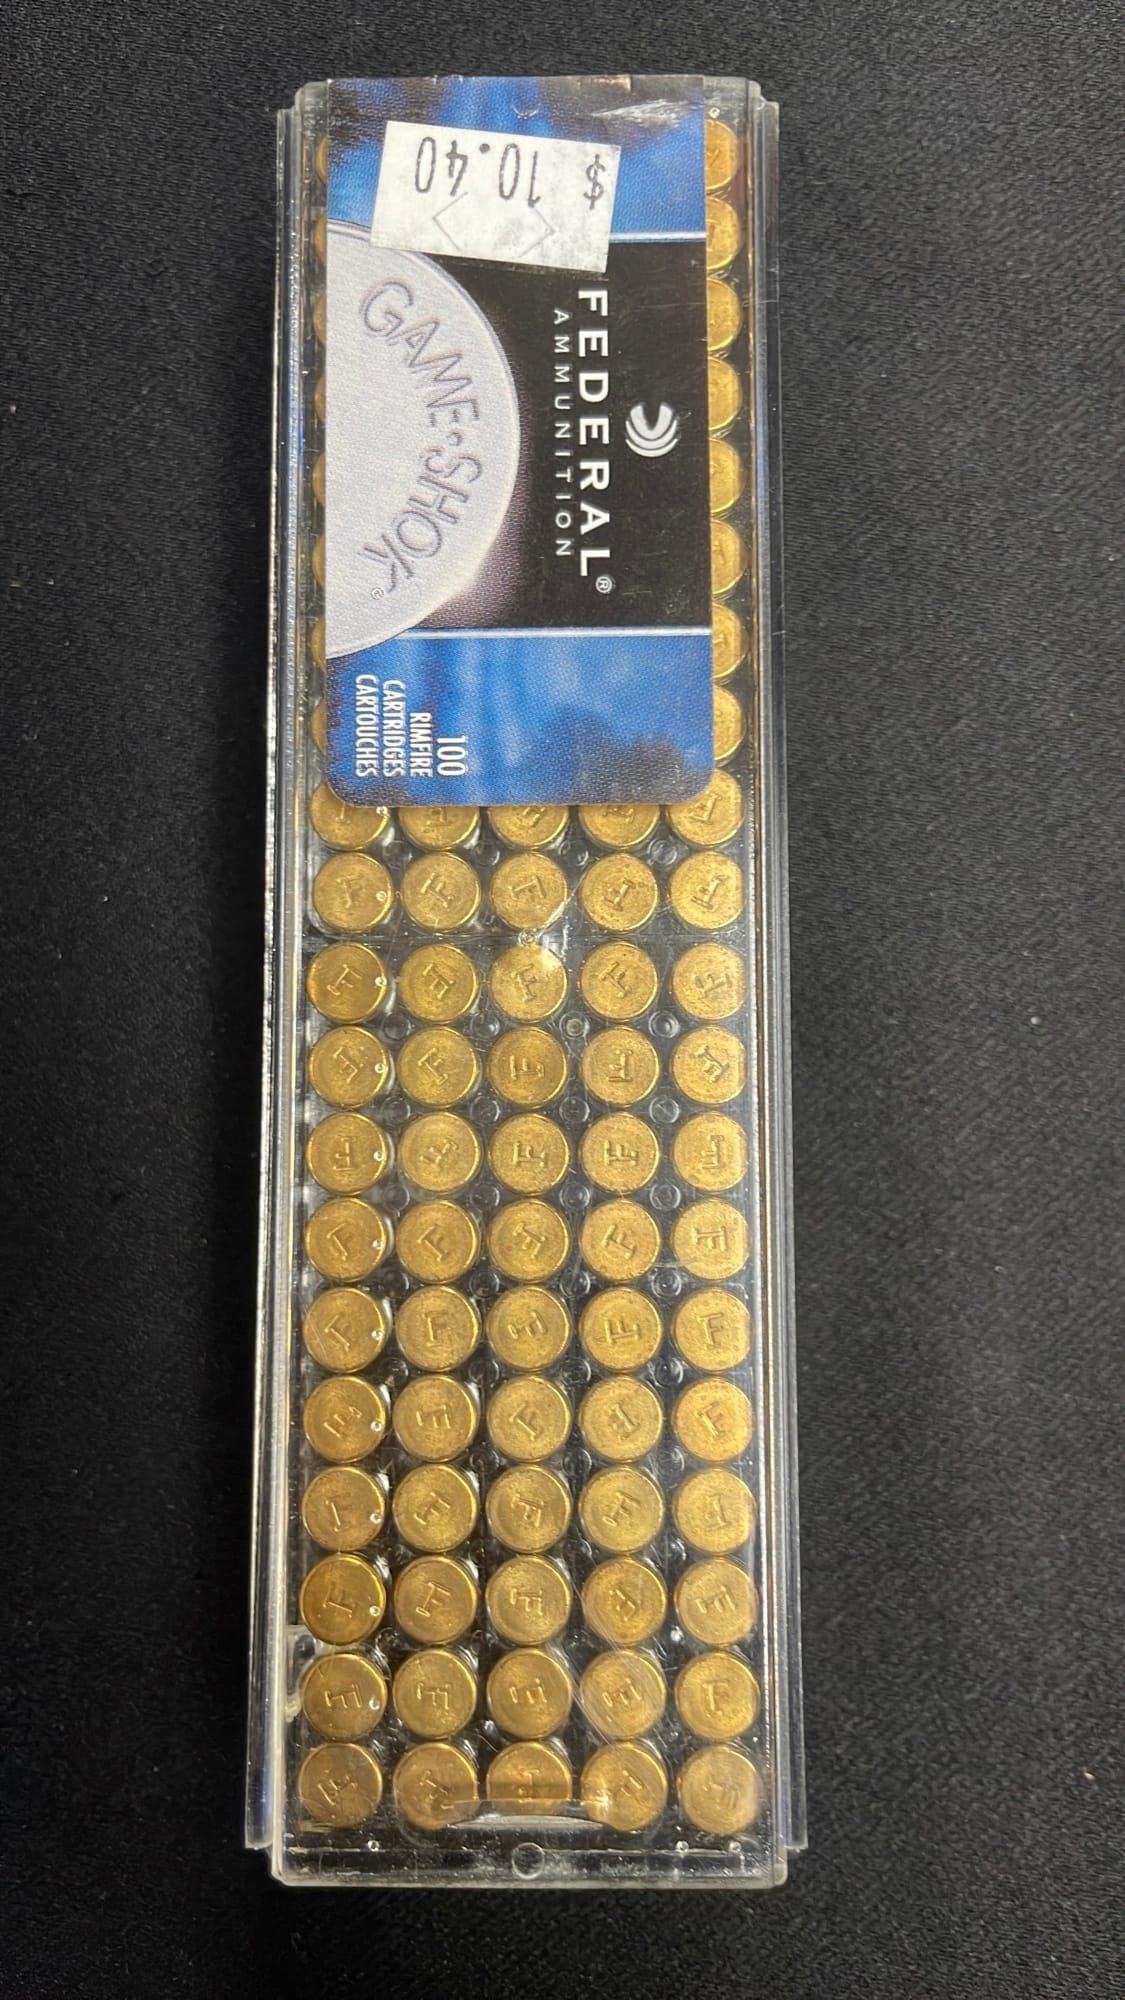 $ 10.40
FEDERAL®
AMMUNITION
GAME·SHOK®
100
RIMFIRE
CARTRIDGES
CARTOUCHES
F